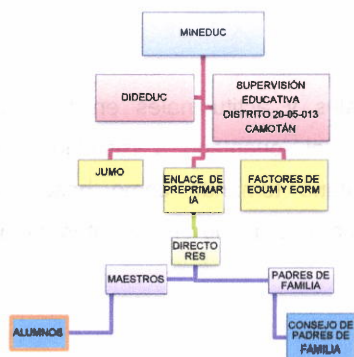 MINEDUC
DIDEDUC
SUPERVISIÓN
EDUCATIVA
DISTRITO 20-05-013
CAMOTÁN
JUMO
ENLACE DE
PREPRIMAR
IA
FACTORES DE
EOUM Y EORM
DIRECTO
RES
MAESTROS
PADRES DE
FAMILIA
ALUMNOS
CONSEJO DE
PADRES DE
FAMILIA